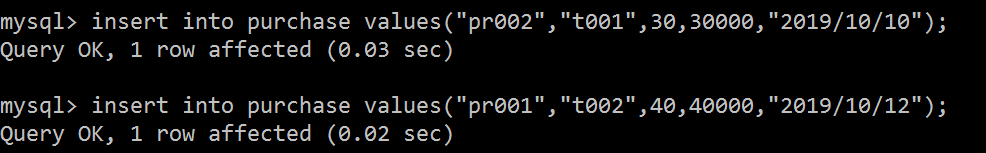 mysql> insert into purchase values("pr002","t001",30,30000,"2019/10/10");
Query OK, 1 row affected (0.03 sec)
mysql> insert into purchase values("pr001","t002",40,40000,"2019/10/12");
Query OK, 1 row affected (0.02 sec)